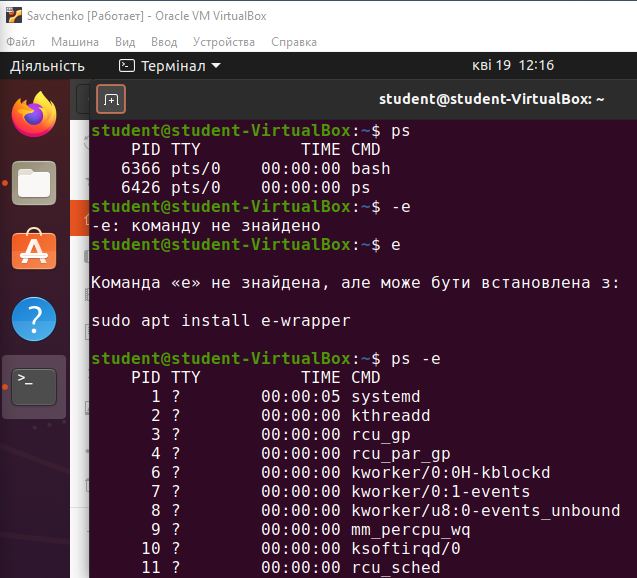 Savchenko [Работает] - Oracle VM VirtualBox
Файл Машина Вид Ввод Устройства Справка
Діяльність Термінал кві 19 12:16
student@student-VirtualBox: ~
student@student-VirtualBox:~$ ps
PID TTY TIME CMD
6366 pts/0 00:00:00 bash
6426 pts/0 00:00:00 ps
student@student-VirtualBox:~$ -e
-e: команду не знайдено
student@student-VirtualBox:~$ e
Команда «e» не знайдена, але може бути встановлена з:
sudo apt install e-wrapper
student@student-VirtualBox:~$ ps -e
PID TTY TIME CMD
1 ? 00:00:05 systemd
2 ? 00:00:00 kthreadd
3 ? 00:00:00 rcu_gp
4 ? 00:00:00 rcu_par_gp
6 ? 00:00:00 kworker/0:0H-kblockd
7 ? 00:00:00 kworker/0:1-events
8 ? 00:00:00 kworker/u8:0-events_unbound
9 ? 00:00:00 mm_percpu_wq
10 ? 00:00:00 ksoftirqd/0
11 ? 00:00:00 rcu_sched